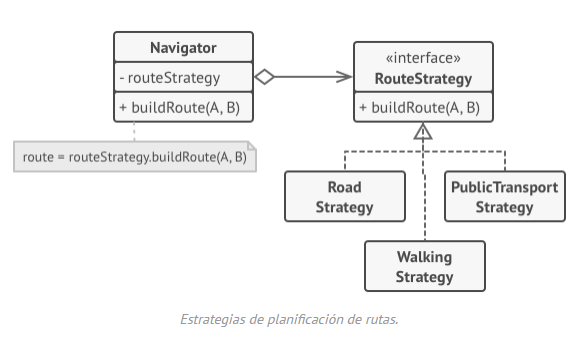 Navigator
- routeStrategy
+ buildRoute(A, B)
route = routeStrategy.buildRoute(A, B)
«interface»
RouteStrategy
+ buildRoute(A, B)
Road
Strategy
PublicTransport
Strategy
Walking
Strategy
Estrategias de planificación de rutas.